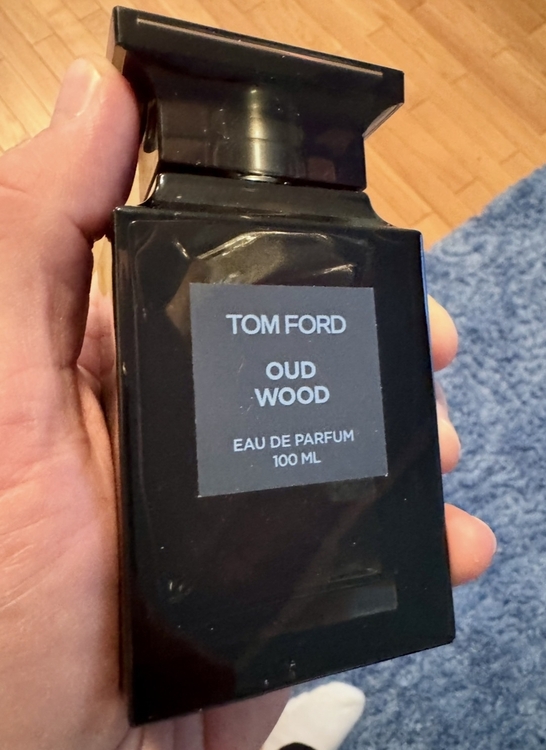 TOM FORD
OUD
WOOD
EAU DE PARFUM
100 ML